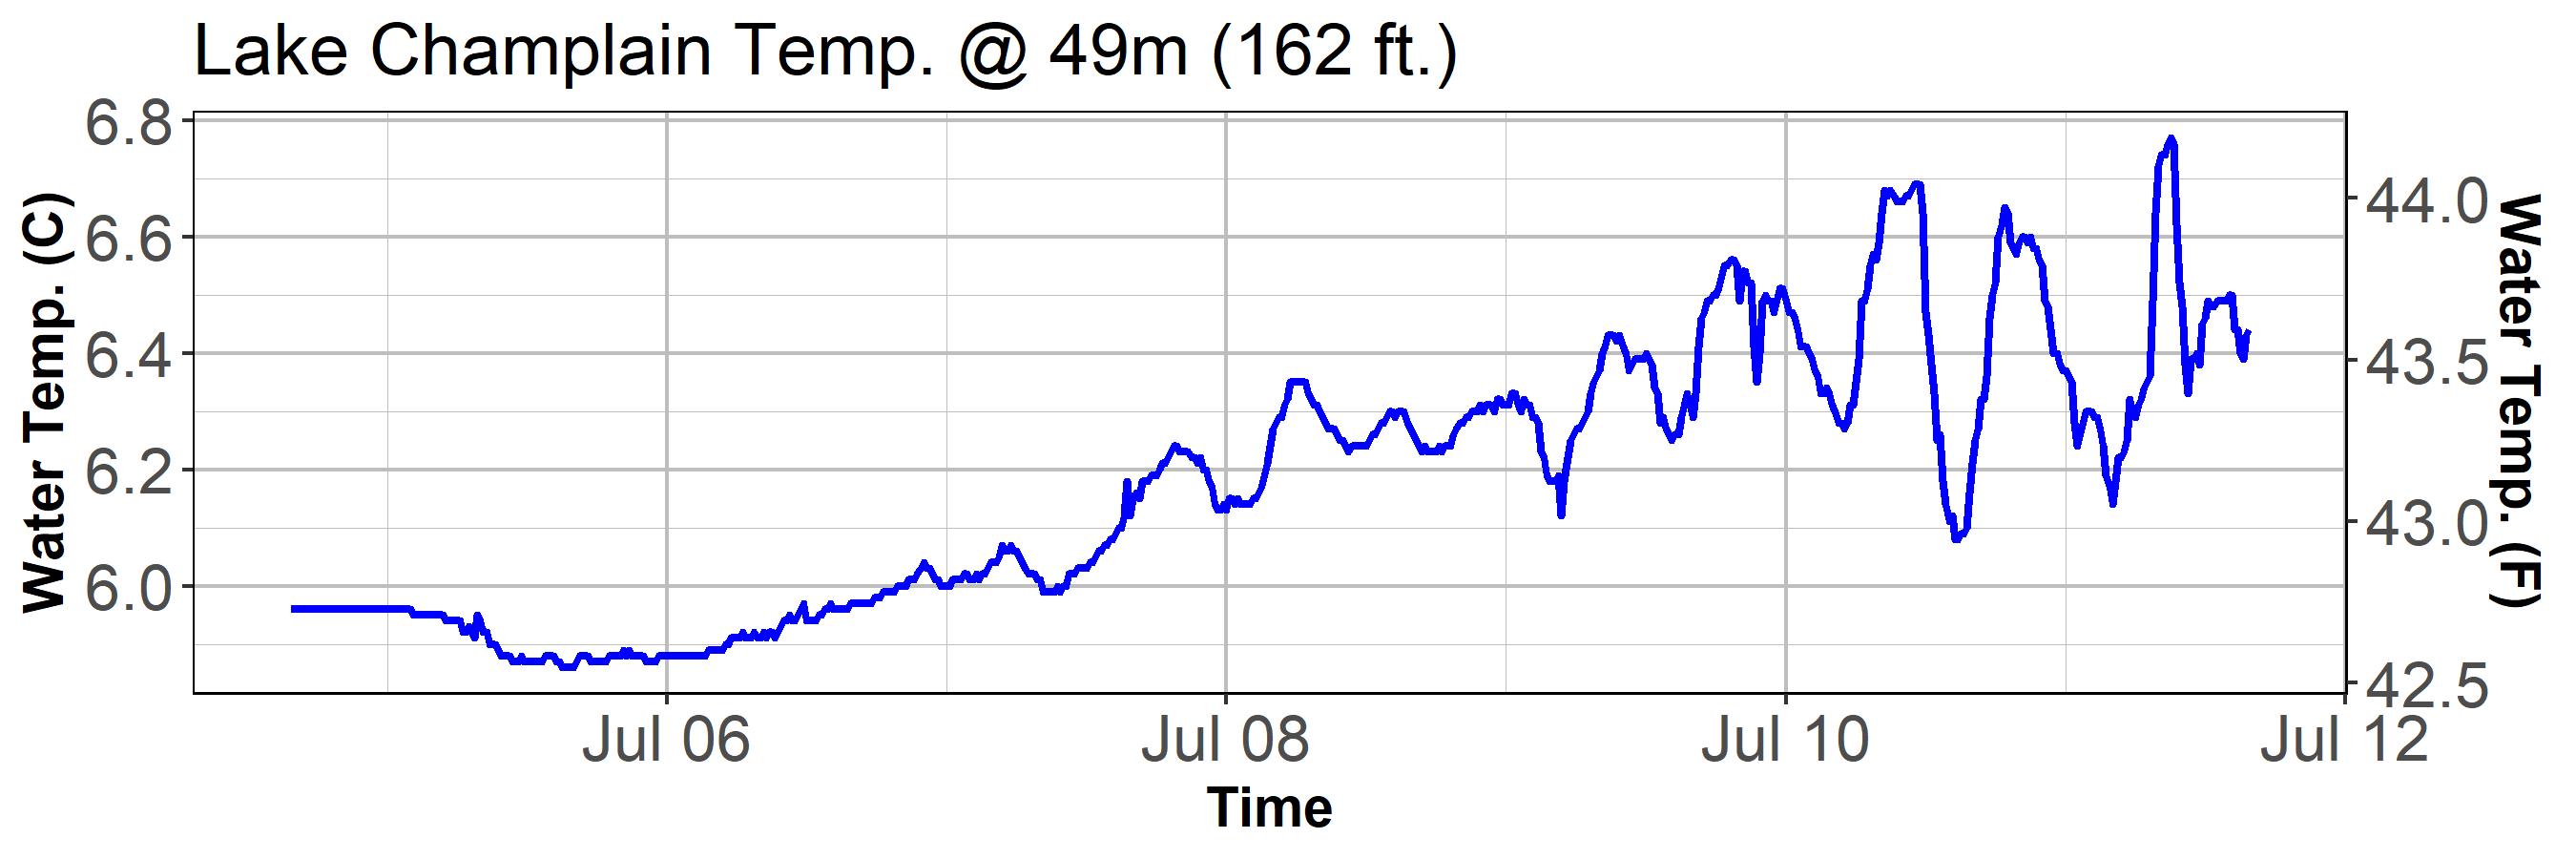 Lake Champlain Temp. @ 49m (162 ft.)
Water Temp. (C)
6.8
6.6
6.4
6.2
6.0
44.0
43.5
43.0
42.5
Water Temp. (F)
Jul 06 Jul 08 Jul 10 Jul 12
Time